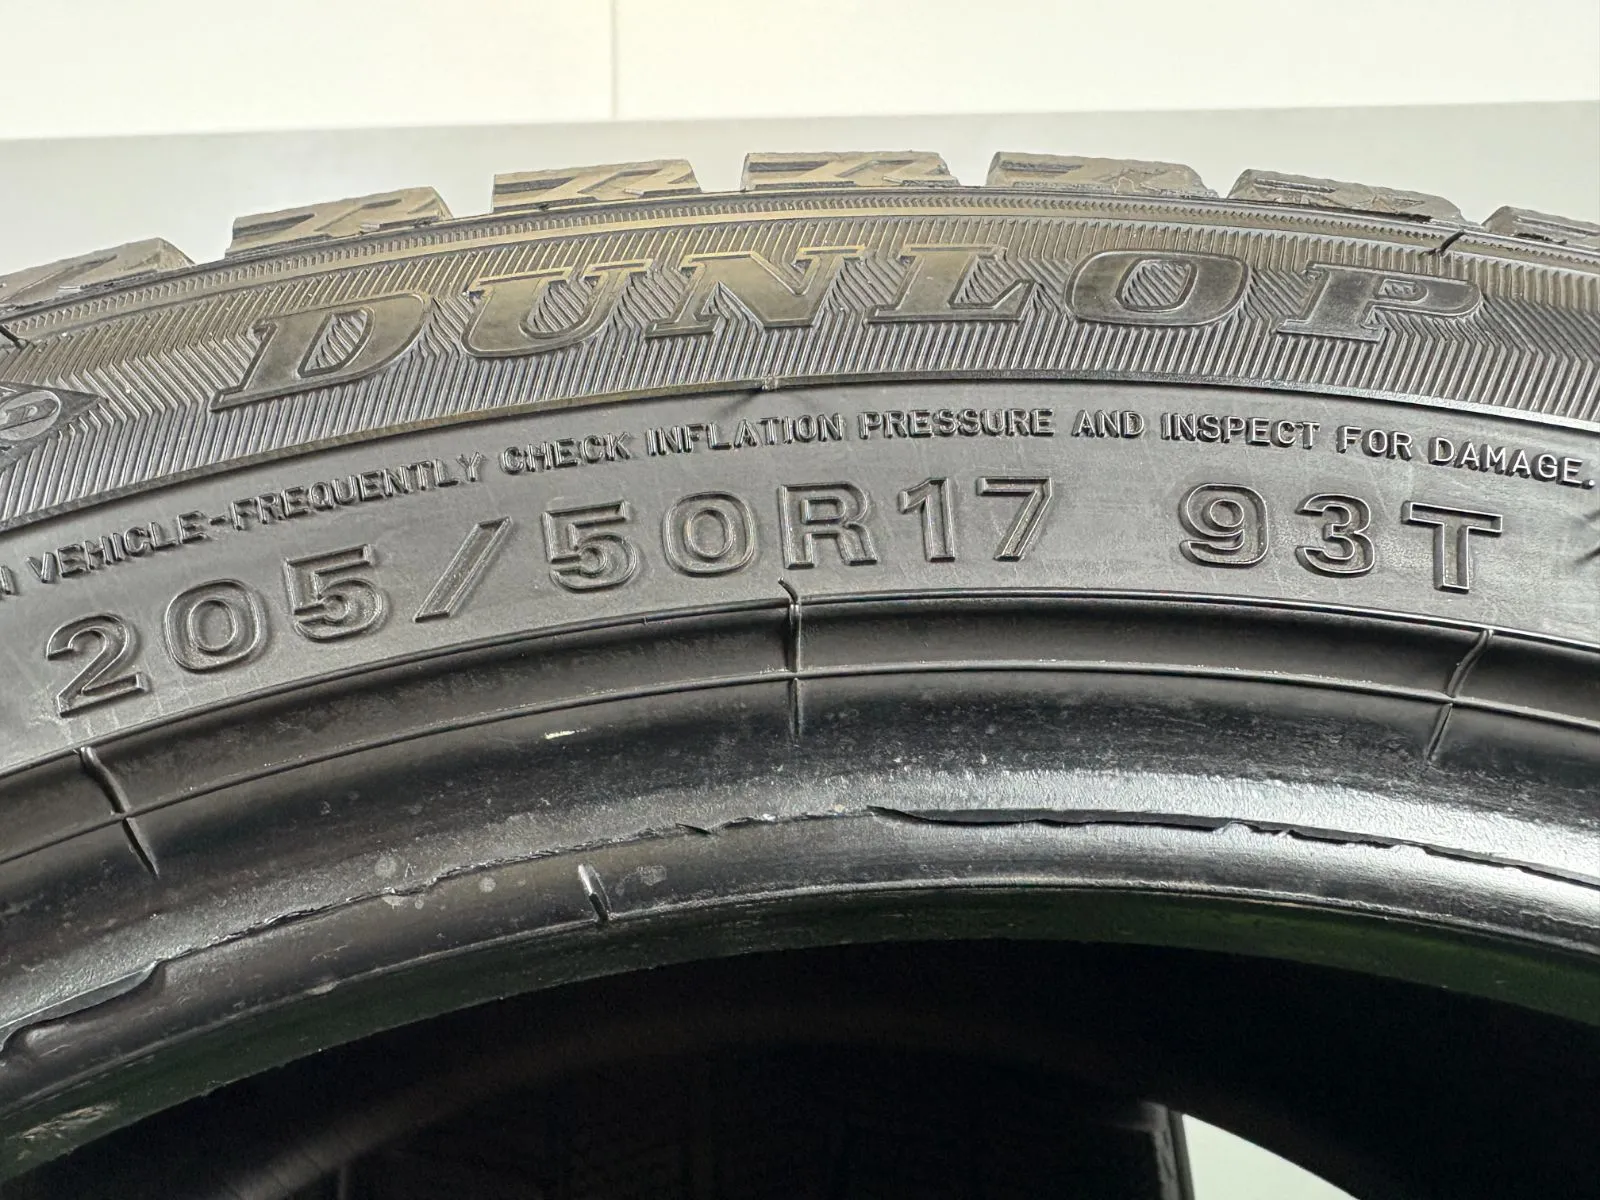 DUNLOP
VEHICLE-FREQUENTLY CHECK INFLATION PRESSURE AND INSPECT FOR DAMAGE.
205/50R17 93T